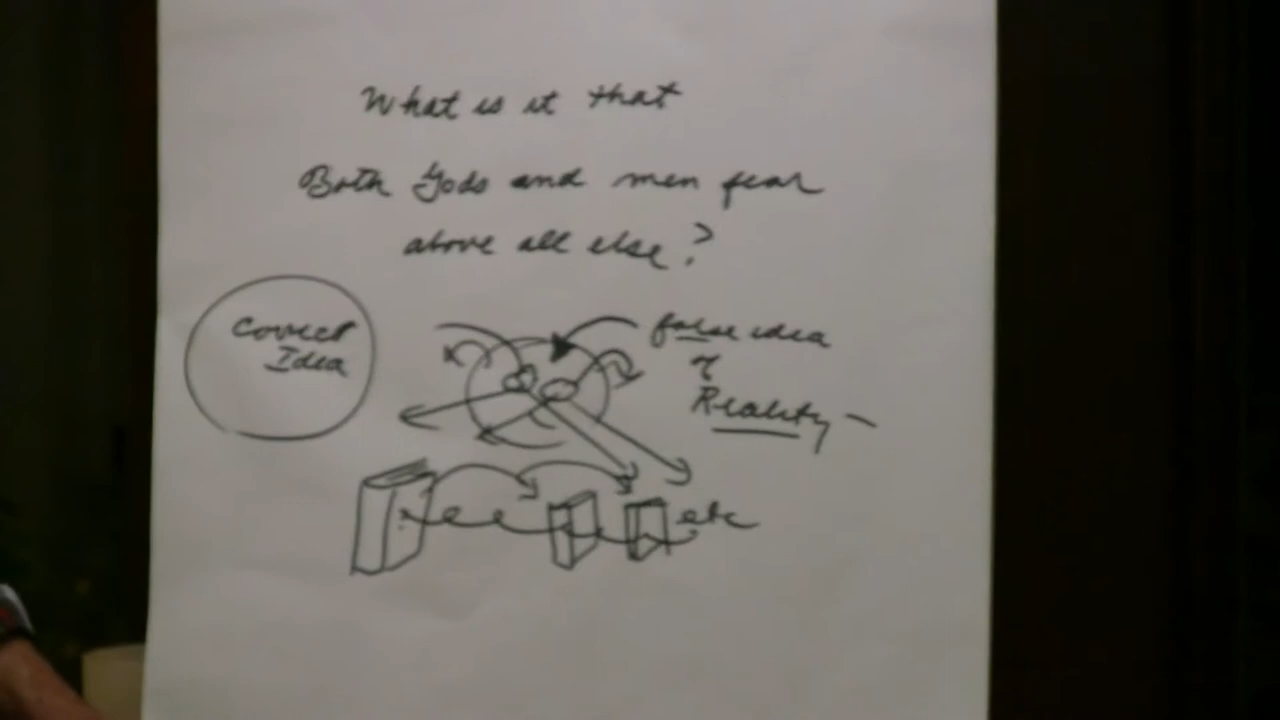 What is it that
Both Gods and men fear
above all else?
Correct
Idea
false idea
of
Reality -
etc